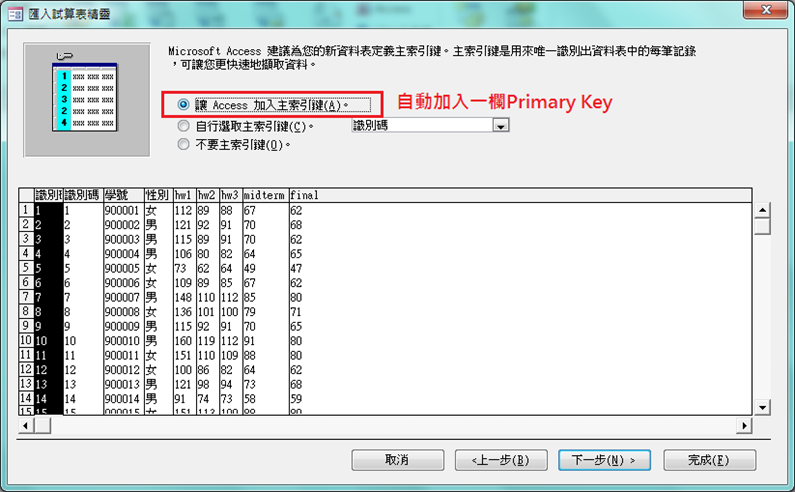 匯入試算表精靈
Microsoft Access 建議為您的新資料表定義主索引鍵。主索引鍵是用來唯一識別出資料表中的每筆記錄
，可讓您更快速地擷取資料。
1 xxx xxx xxx
2 xxx xxx xxx
3 xxx xxx xxx
2 xxx xxx xxx
4 xxx xxx xxx
讓 Access 加入主索引鍵(A)。
自動加入一欄Primary Key
自行選取主索引鍵(C)。 識別碼
不要主索引鍵(O)。
識別 識別碼 學號 性別 hw1 hw2 hw3 midterm final
1 1 1 900001 女 112 89 88 67 62
2 2 2 900002 男 121 92 91 70 68
3 3 3 900003 男 115 89 91 70 62
4 4 4 900004 男 106 80 82 64 65
5 5 5 900005 女 73 62 64 49 47
6 6 6 900006 女 109 89 85 67 62
7 7 7 900007 男 148 110 112 85 80
8 8 8 900008 女 136 101 100 79 71
9 9 9 900009 男 115 92 91 70 65
10 10 10 900010 男 160 119 112 91 80
11 11 11 900011 女 151 110 109 88 80
12 12 12 900012 女 100 86 82 64 62
13 13 13 900013 男 121 98 94 73 68
14 14 14 900014 男 91 74 73 58 59
15 15 15 900015 女 151 113 109 88 80
取消 <上一步(B) 下一步(N) > 完成(F)